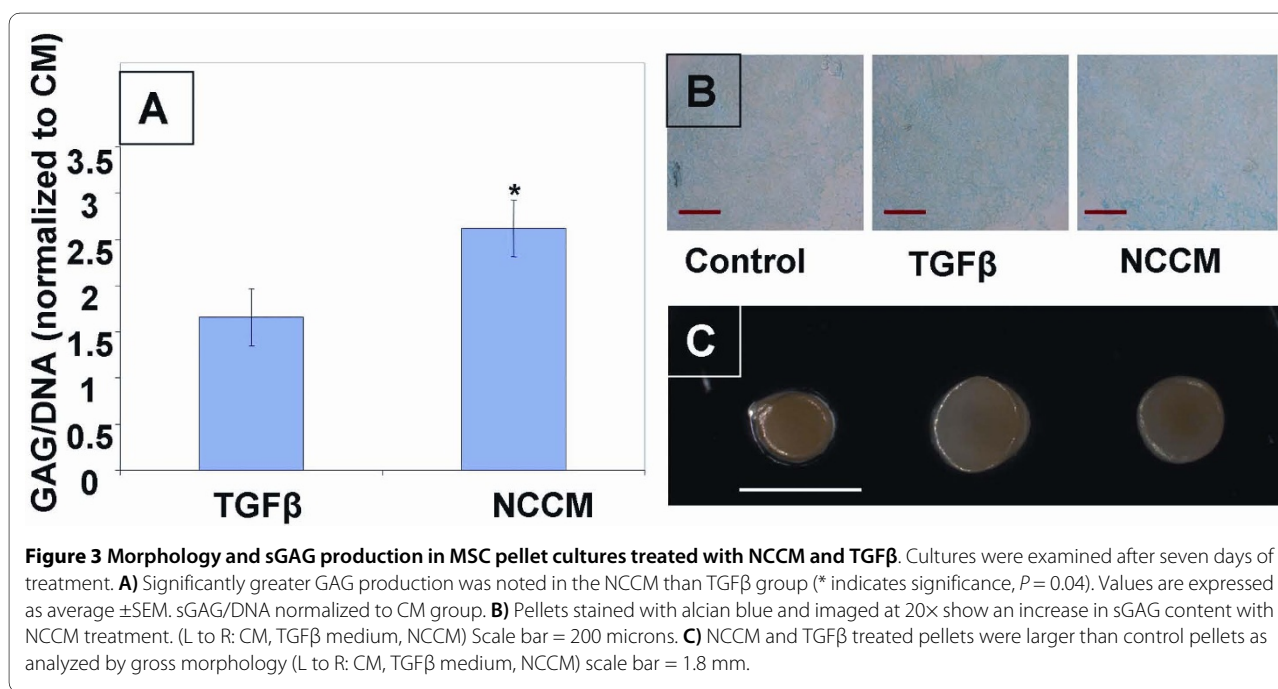 GAG/DNA (normalized to CM)
A
3.5
3
2.5
2
1.5
1
0.5
0
*
TGFβ
NCCM
B
Control
TGFβ
NCCM
C
Figure 3 Morphology and sGAG production in MSC pellet cultures treated with NCCM and TGFβ. Cultures were examined after seven days of
treatment. A) Significantly greater GAG production was noted in the NCCM than TGFβ group (* indicates significance, P = 0.04). Values are expressed
as average ±SEM. sGAG/DNA normalized to CM group. B) Pellets stained with alcian blue and imaged at 20× show an increase in sGAG content with
NCCM treatment. (L to R: CM, TGFβ medium, NCCM) Scale bar = 200 microns. C) NCCM and TGFβ treated pellets were larger than control pellets as
analyzed by gross morphology (L to R: CM, TGFβ medium, NCCM) scale bar = 1.8 mm.